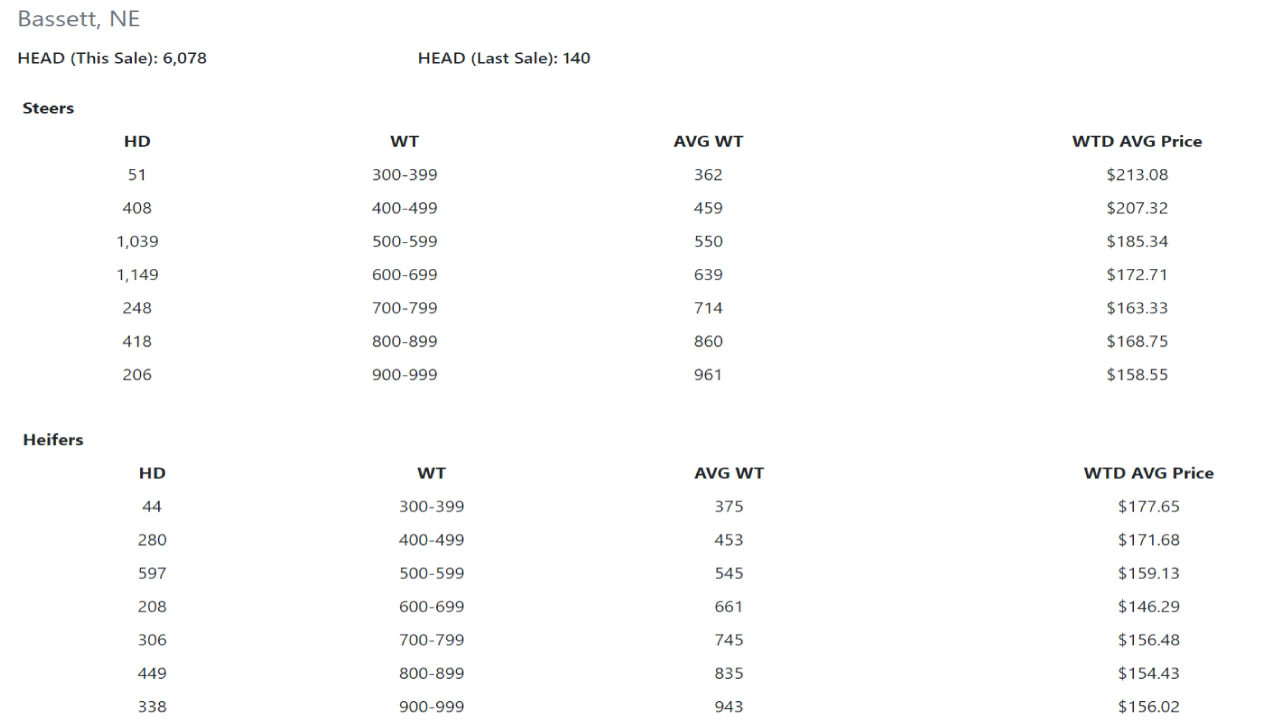 Bassett, NE
HEAD (This Sale): 6,078 HEAD (Last Sale): 140
Steers
HD WT AVG WT WTD AVG Price
51 300-399 362 $213.08
408 400-499 459 $207.32
1,039 500-599 550 $185.34
1,149 600-699 639 $172.71
248 700-799 714 $163.33
418 800-899 860 $168.75
206 900-999 961 $158.55
Heifers
HD WT AVG WT WTD AVG Price
44 300-399 375 $177.65
280 400-499 453 $171.68
597 500-599 545 $159.13
208 600-699 661 $146.29
306 700-799 745 $156.48
449 800-899 835 $154.43
338 900-999 943 $156.02